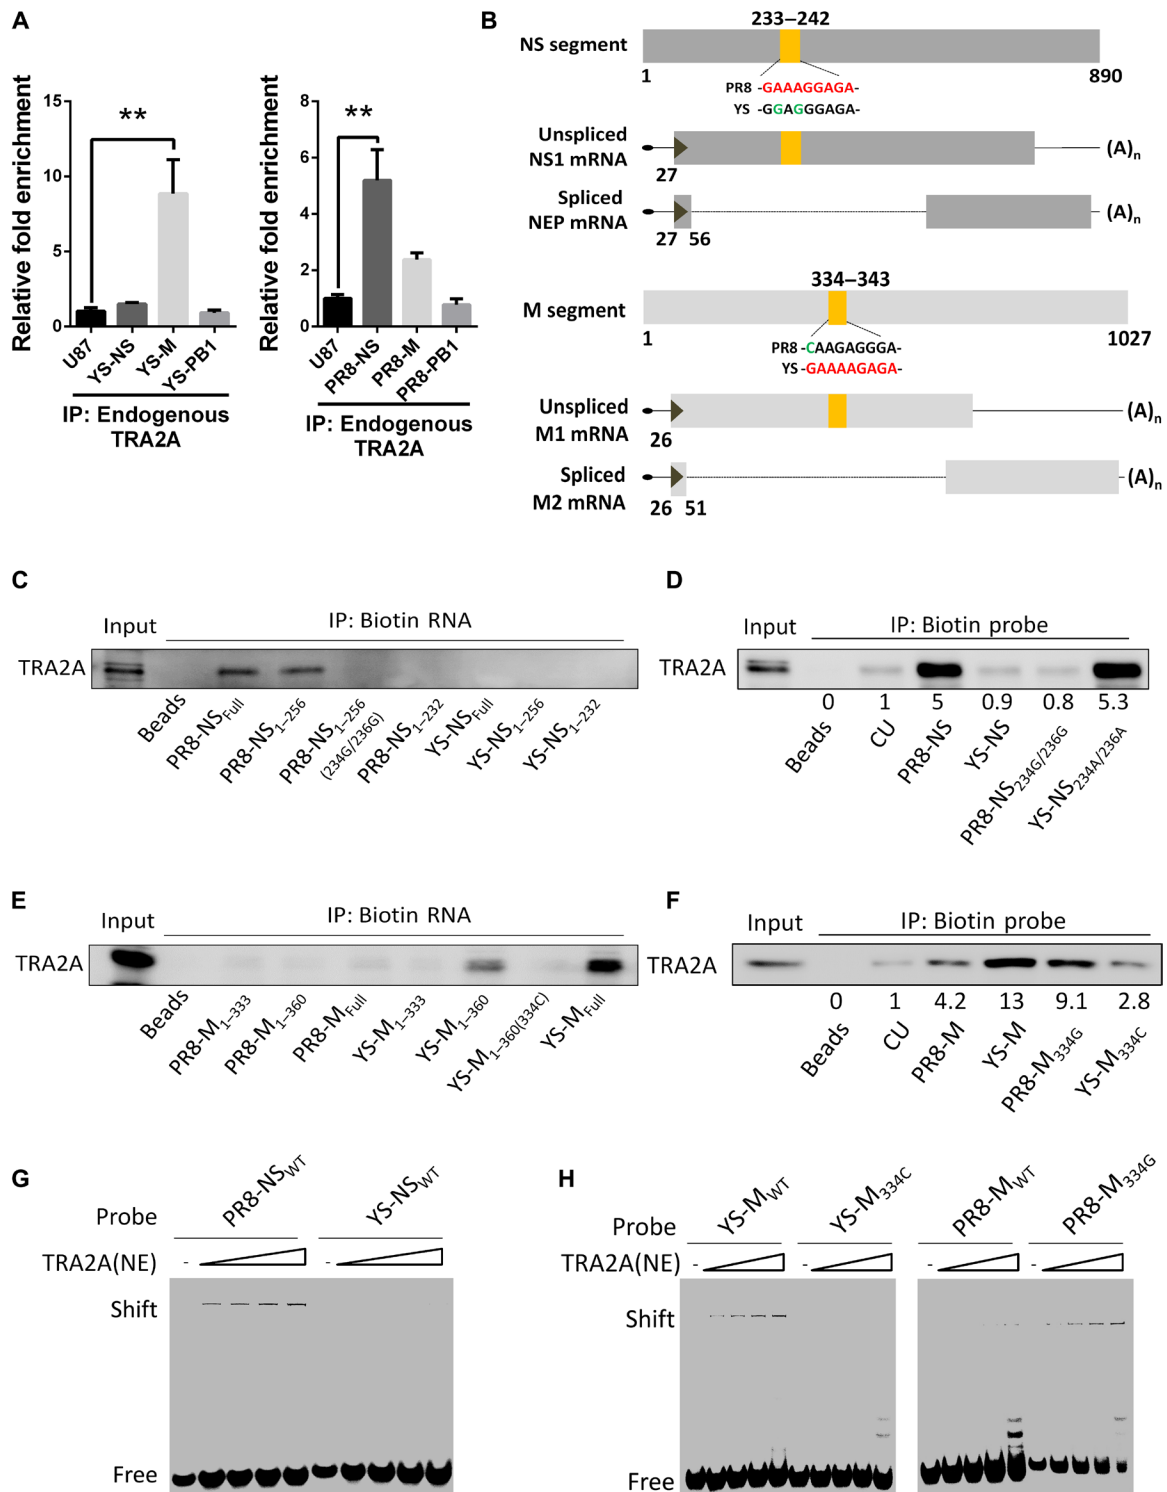 A
Relative fold enrichment
15
10
5
0
**
U87
YS-NS
YS-M
YS-PB1
IP: Endogenous
TRA2A
Relative fold enrichment
8
6
4
2
0
**
U87
PR8-NS
PR8-M
PR8-PB1
IP: Endogenous
TRA2A
B
233–242
NS segment
1
890
PR8 -GAAAGGAGA-
YS -GGAGGGAGA-
Unspliced
NS1 mRNA
27
(A)n
Spliced
NEP mRNA
27 56
(A)n
334–343
M segment
1
1027
PR8 -CAAGAGGGA-
YS -GAAAAGAGA-
Unspliced
M1 mRNA
26
(A)n
Spliced
M2 mRNA
26 51
(A)n
C
Input
IP: Biotin RNA
TRA2A
Beads
PR8-NSFull
PR8-NS1–256
PR8-NS1–256
(234G/236G)
PR8-NS1–232
YS-NSFull
YS-NS1–256
YS-NS1–232
D
Input
IP: Biotin probe
TRA2A
0 1 5 0.9 0.8 5.3
Beads
CU
PR8-NS
YS-NS
PR8-NS234G/236G
YS-NS234A/236A
E
Input
IP: Biotin RNA
TRA2A
Beads
PR8-M1–333
PR8-M1–360
PR8-MFull
YS-M1–333
YS-M1–360
YS-M1–360(334C)
YS-MFull
F
Input
IP: Biotin probe
TRA2A
0 1 4.2 13 9.1 2.8
Beads
CU
PR8-M
YS-M
PR8-M334G
YS-M334C
G
PR8-NSWT
YS-NSWT
Probe
TRA2A(NE)
- -
Shift
Free
H
YS-MWT
YS-M334C
PR8-MWT
PR8-M334G
Probe
TRA2A(NE)
- - - -
Shift
Free